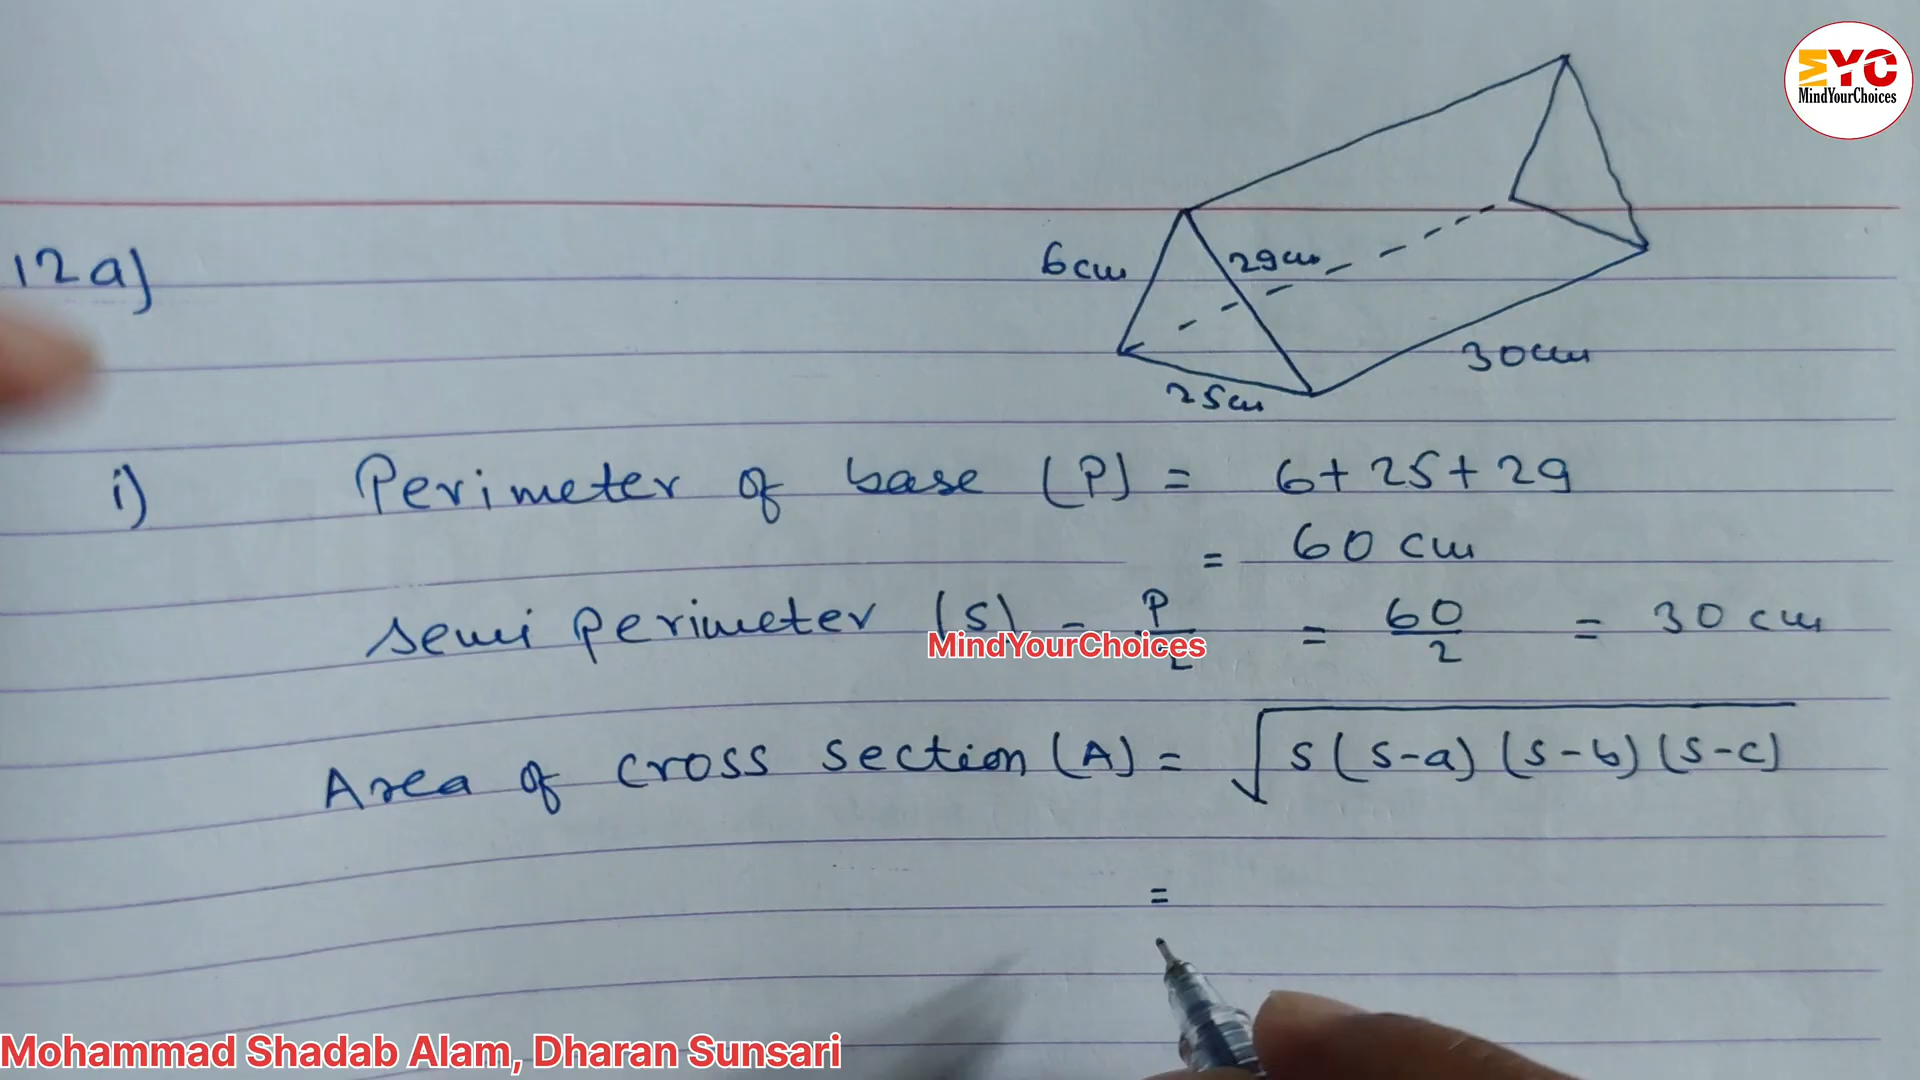 MYC
MindYourChoices
12a)
6cm
29cm
30cm
25cm
i) Perimeter of base (P) = 6+25+29
= 60 cm
Semi perimeter (S) = P/2 = 60/2 = 30 cm
MindYourChoices
Area of cross section (A) = √s(s-a)(s-b)(s-c)
=
Mohammad Shadab Alam, Dharan Sunsari